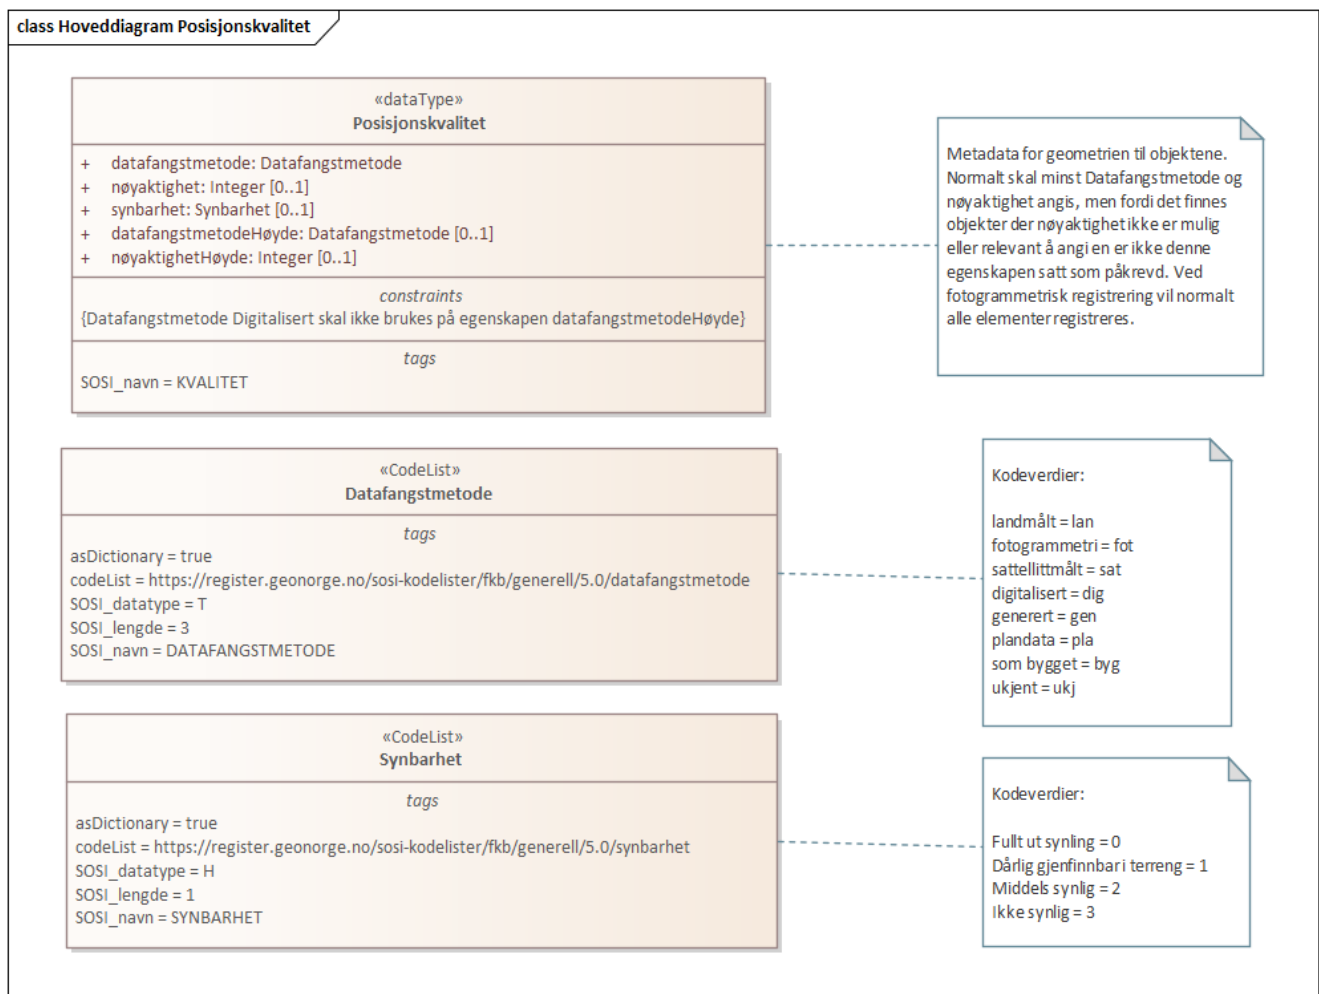 class Hoveddiagram Posisjonskvalitet
«dataType»
Posisjonskvalitet
+ datafangstmetode: Datafangstmetode
+ nøyaktighet: Integer [0..1]
+ synbarhet: Synbarhet [0..1]
+ datafangstmetodeHøyde: Datafangstmetode [0..1]
+ nøyaktighetHøyde: Integer [0..1]
constraints
{Datafangstmetode Digitalisert skal ikke brukes på egenskapen datafangstmetodeHøyde}
tags
SOSI_navn = KVALITET
Metadata for geometrien til objektene.
Normalt skal minst Datafangstmetode og
nøyaktighet angis, men fordi det finnes
objekter der nøyaktighet ikke er mulig
eller relevant å angi en er ikke denne
egenskapen satt som påkrevd. Ved
fotogrammetrisk registrering vil normalt
alle elementer registreres.
«CodeList»
Datafangstmetode
tags
asDictionary = true
codeList = https://register.geonorge.no/sosi-kodelister/fkb/generell/5.0/datafangstmetode
SOSI_datatype = T
SOSI_lengde = 3
SOSI_navn = DATAFANGSTMETODE
Kodeverdier:
landmålt = lan
fotogrammetri = fot
sattellittmålt = sat
digitalisert = dig
generert = gen
plandata = pla
som bygget = byg
ukjent = ukj
«CodeList»
Synbarhet
tags
asDictionary = true
codeList = https://register.geonorge.no/sosi-kodelister/fkb/generell/5.0/synbarhet
SOSI_datatype = H
SOSI_lengde = 1
SOSI_navn = SYNBARHET
Kodeverdier:
Fullt ut synling = 0
Dårlig gjenfinnbar i terreng = 1
Middels synlig = 2
Ikke synlig = 3